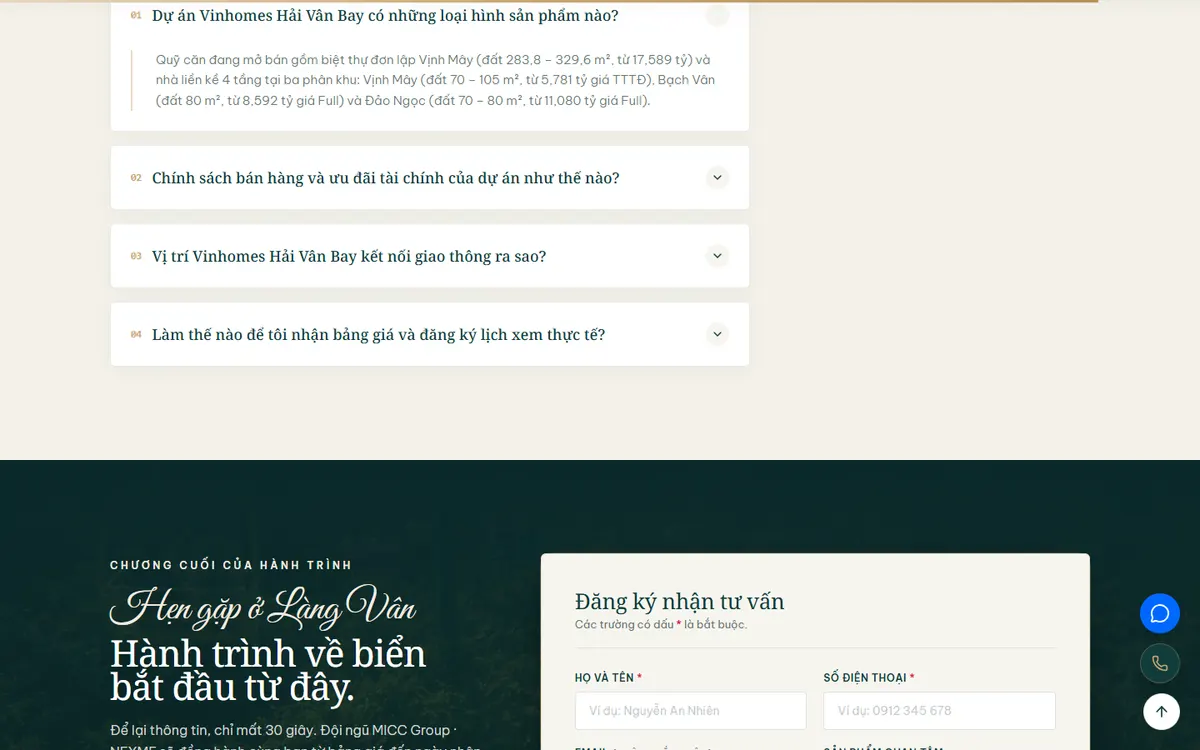 01 Dự án Vinhomes Hải Vân Bay có những loại hình sản phẩm nào?
Quỹ căn đang mở bán gồm biệt thự đơn lập Vịnh Mây (đất 283,8 – 329,6 m², từ 17,589 tỷ) và
nhà liền kề 4 tầng tại ba phân khu: Vịnh Mây (đất 70 – 105 m², từ 5,781 tỷ giá TTTĐ), Bạch Vân
(đất 80 m², từ 8,592 tỷ giá Full) và Đảo Ngọc (đất 70 – 80 m², từ 11,080 tỷ giá Full).
02 Chính sách bán hàng và ưu đãi tài chính của dự án như thế nào?
03 Vị trí Vinhomes Hải Vân Bay kết nối giao thông ra sao?
04 Làm thế nào để tôi nhận bảng giá và đăng ký lịch xem thực tế?
CHƯƠNG CUỐI CỦA HÀNH TRÌNH
Hẹn gặp ở Làng Vân
Hành trình về biển
bắt đầu từ đây.
Để lại thông tin, chỉ mất 30 giây. Đội ngũ MICC Group ·
Đăng ký nhận tư vấn
Các trường có dấu * là bắt buộc.
HỌ VÀ TÊN *
SỐ ĐIỆN THOẠI *
Ví dụ: Nguyễn An Nhiên
Ví dụ: 0912 345 678